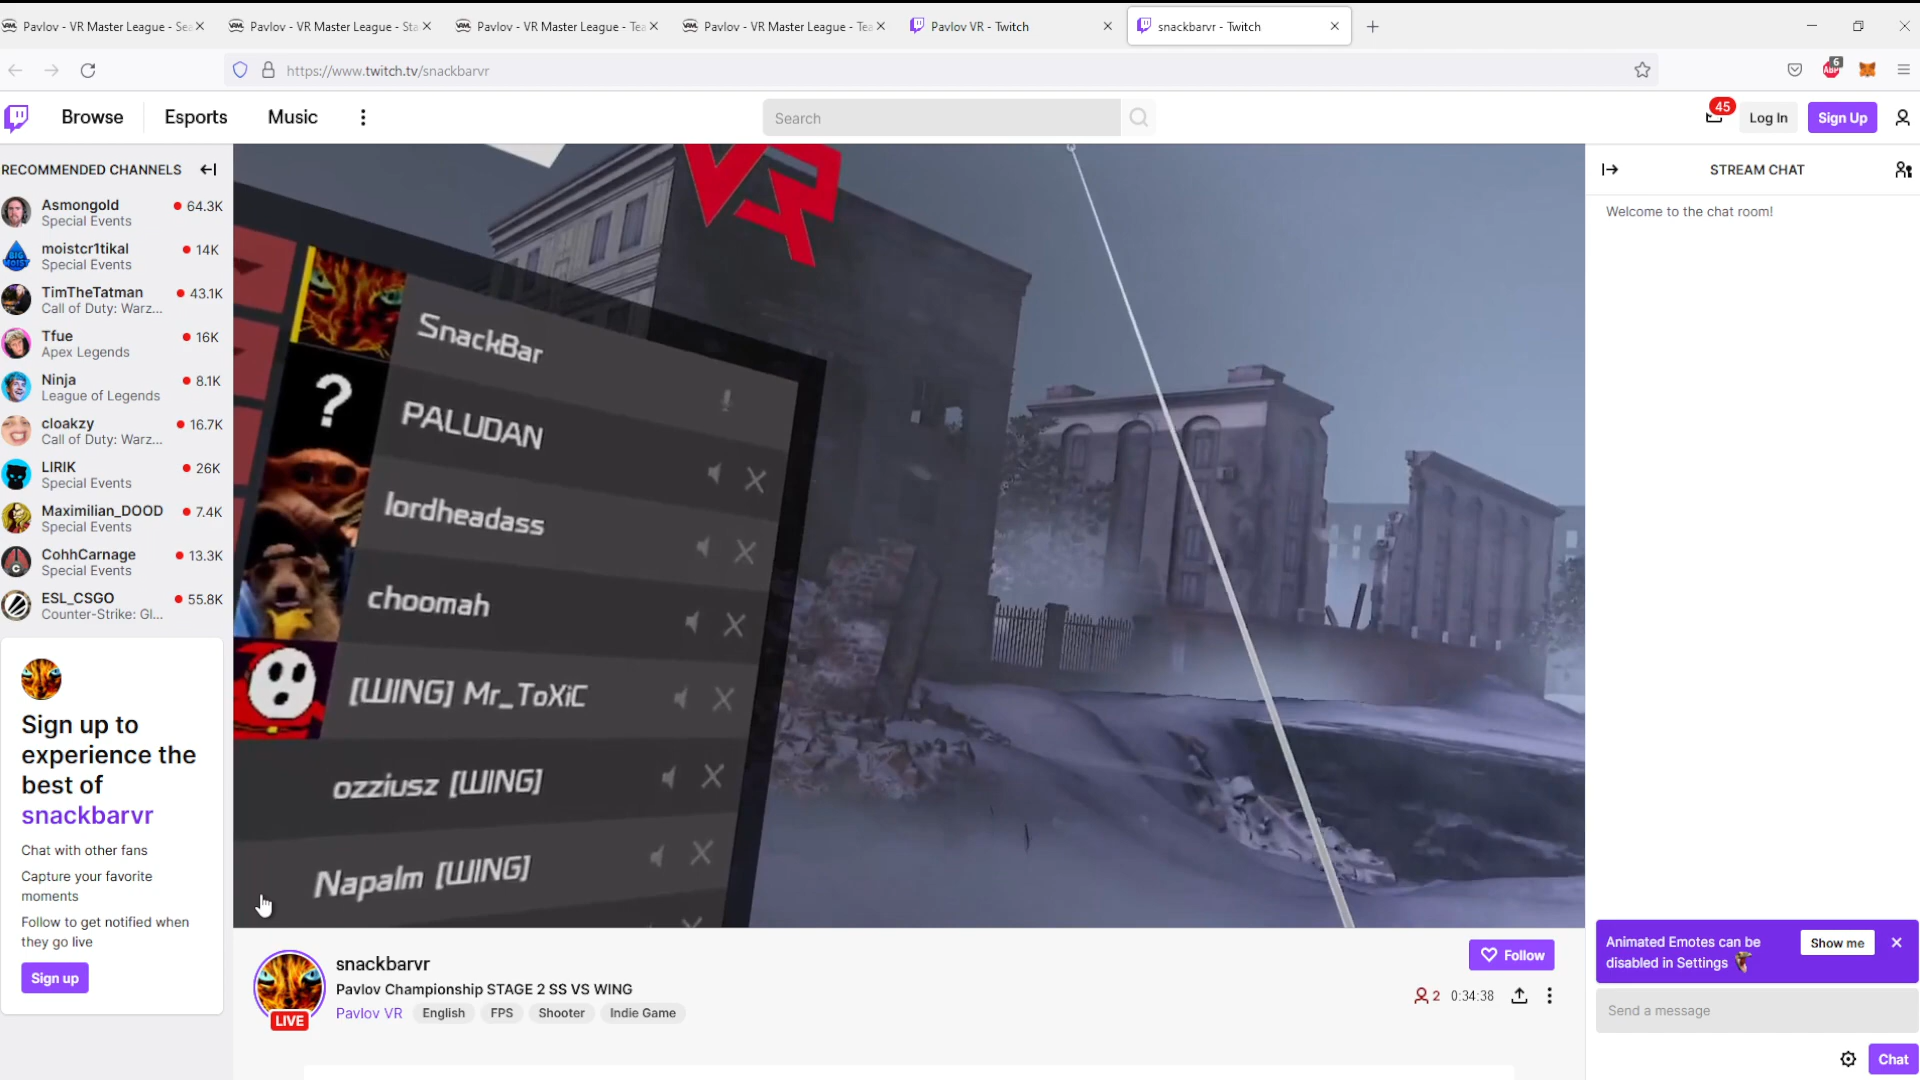 Pavlov - VR Master League - Sea
Pavlov - VR Master League - Sta
Pavlov - VR Master League - Tea
Pavlov - VR Master League - Tea
Pavlov VR - Twitch
snackbarvr - Twitch
https://www.twitch.tv/snackbarvr
ABP
6
Browse
Esports
Music
Search
45
Log In
Sign Up
RECOMMENDED CHANNELS
Asmongold
64.3K
Special Events
moistcr1tikal
14K
Special Events
TimTheTatman
43.1K
Call of Duty: Warz...
Tfue
16K
Apex Legends
Ninja
8.1K
League of Legends
cloakzy
16.7K
Call of Duty: Warz...
LIRIK
26K
Special Events
Maximilian_DOOD
7.4K
Special Events
CohhCarnage
13.3K
Special Events
ESL_CSGO
55.8K
Counter-Strike: Gl...
Sign up to
experience the
best of
snackbarvr
Chat with other fans
Capture your favorite
moments
Follow to get notified when
they go live
Sign up
VR
SnackBar
?
PALUDAN
lordheadass
choomah
[WING] Mr_ToXiC
ozziusz [WING]
Napalm [WING]
snackbarvr
Pavlov Championship STAGE 2 SS VS WING
LIVE
Pavlov VR
English
FPS
Shooter
Indie Game
Follow
2
0:34:38
STREAM CHAT
Welcome to the chat room!
Animated Emotes can be
disabled in Settings
Show me
Send a message
Chat